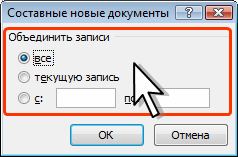 Составные новые документы
Объединить записи
все
текущую запись
с: по:
ОК Отмена